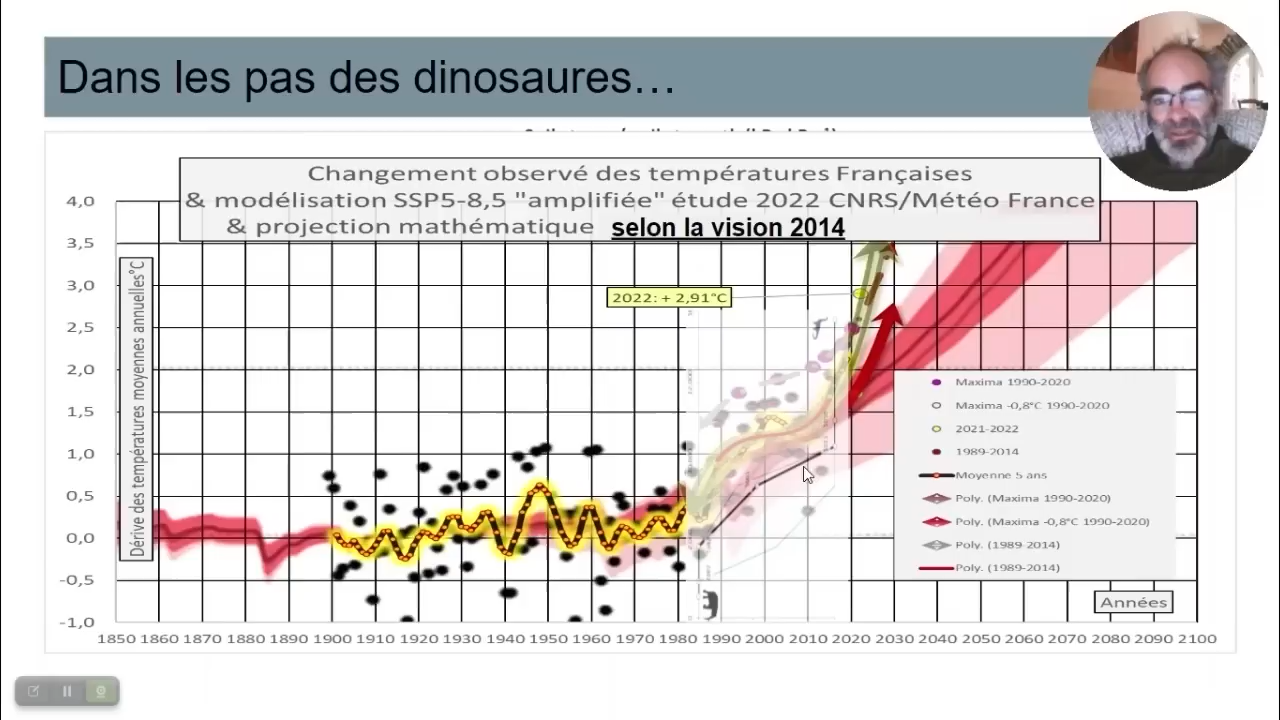 Dans les pas des dinosaures…
Changement observé des températures Françaises
& modélisation SSP5-8,5 "amplifiée" étude 2022 CNRS/Météo France
& projection mathématique selon la vision 2014
4,0
3,5
3,0
2,5
2,0
1,5
1,0
0,5
0,0
-0,5
-1,0
Dérive des températures moyennes annuelles°C
2022: + 2,91°C
Maxima 1990-2020
Maxima -0,8°C 1990-2020
2021-2022
1989-2014
Moyenne 5 ans
Poly. (Maxima 1990-2020)
Poly. (Maxima -0,8°C 1990-2020)
Poly. (1989-2014)
Poly. (1989-2014)
Années
1850 1860 1870 1880 1890 1900 1910 1920 1930 1940 1950 1960 1970 1980 1990 2000 2010 2020 2030 2040 2050 2060 2070 2080 2090 2100